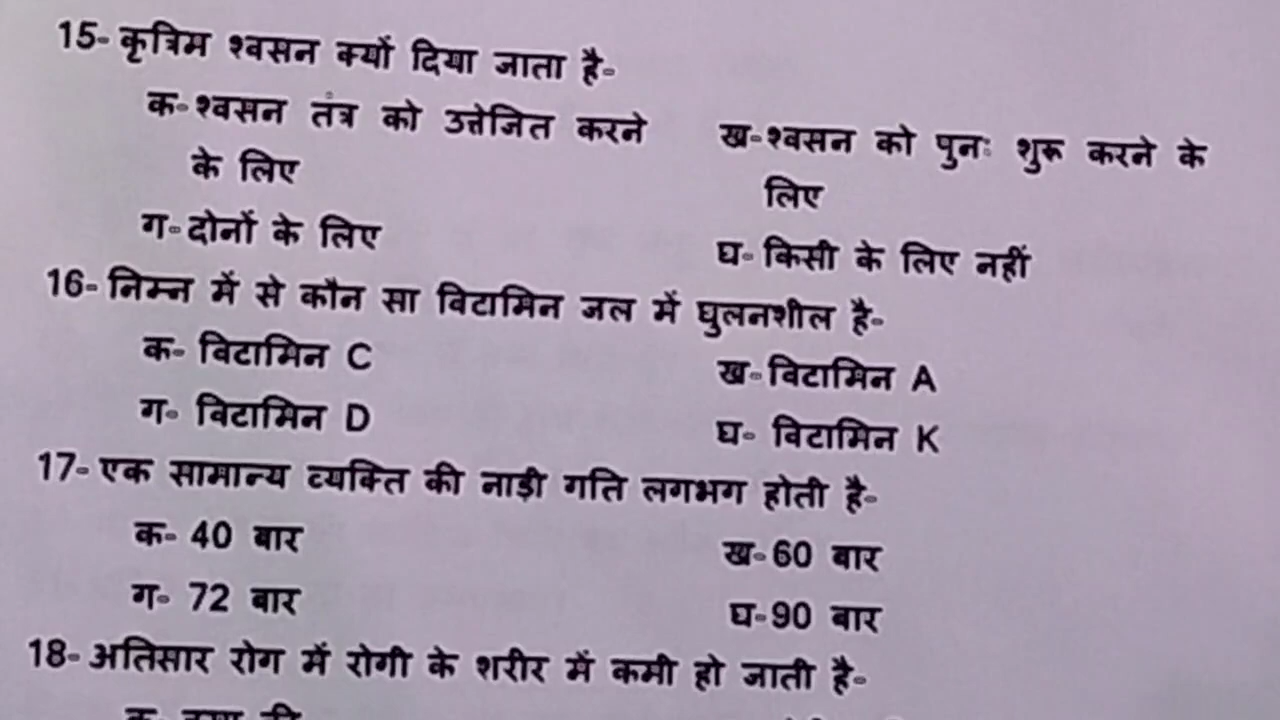 15- कृत्रिम श्वसन क्यों दिया जाता है-
क- श्वसन तंत्र को उत्तेजित करने
ख- श्वसन को पुनः शुरू करने के
के लिए
लिए
ग- दोनों के लिए
घ- किसी के लिए नहीं
16- निम्न में से कौन सा विटामिन जल में घुलनशील है-
क- विटामिन C
ख- विटामिन A
ग- विटामिन D
घ- विटामिन K
17- एक सामान्य व्यक्ति की नाड़ी गति लगभग होती है-
क- 40 बार
ख- 60 बार
ग- 72 बार
घ- 90 बार
18- अतिसार रोग में रोगी के शरीर में कमी हो जाती है-